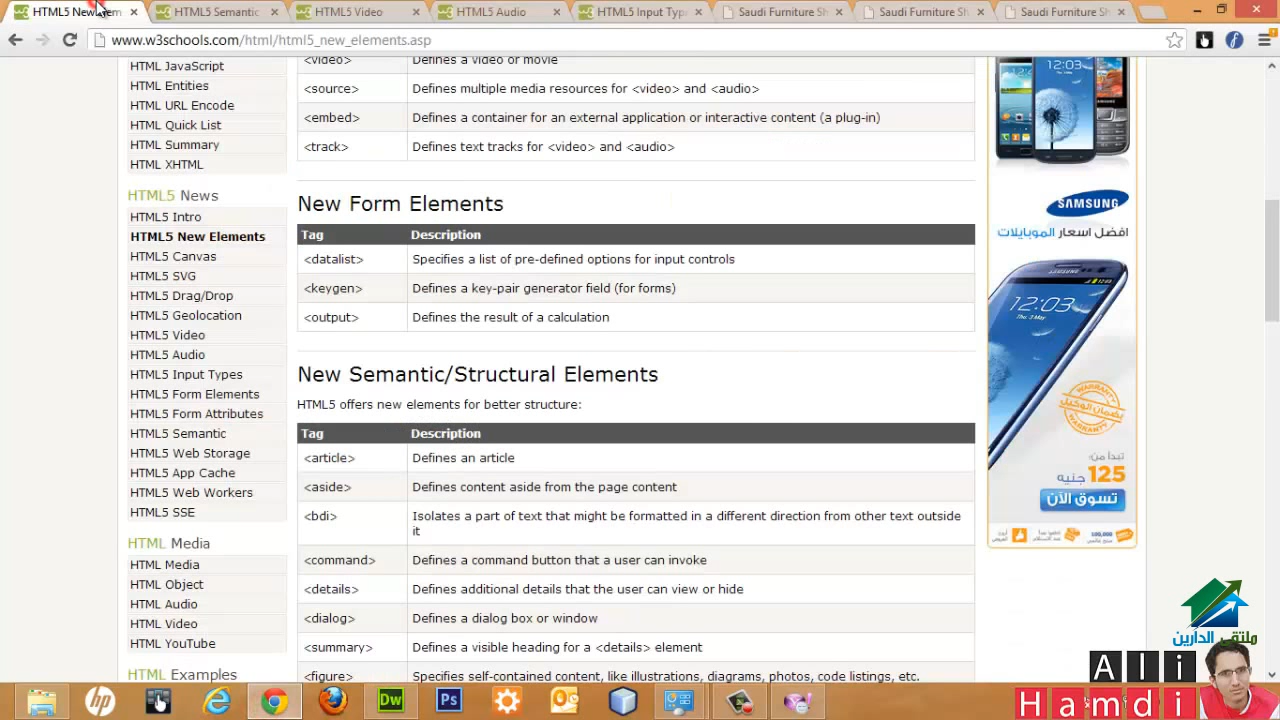 HTML5 New Elem
HTML5 Semantic
HTML5 Video
HTML5 Audio
HTML5 Input Typ
Saudi Furniture Sh
Saudi Furniture Sh
Saudi Furniture Sh
www.w3schools.com/html/html5_new_elements.asp
HTML JavaScript
HTML Entities
HTML URL Encode
HTML Quick List
HTML Summary
HTML XHTML
HTML5 News
HTML5 Intro
HTML5 New Elements
HTML5 Canvas
HTML5 SVG
HTML5 Drag/Drop
HTML5 Geolocation
HTML5 Video
HTML5 Audio
HTML5 Input Types
HTML5 Form Elements
HTML5 Form Attributes
HTML5 Semantic
HTML5 Web Storage
HTML5 App Cache
HTML5 Web Workers
HTML5 SSE
HTML Media
HTML Media
HTML Object
HTML Audio
HTML Video
HTML YouTube
HTML Examples
<video> Defines a video or movie
<source> Defines multiple media resources for <video> and <audio>
<embed> Defines a container for an external application or interactive content (a plug-in)
<track> Defines text tracks for <video> and <audio>
New Form Elements
Tag Description
<datalist> Specifies a list of pre-defined options for input controls
<keygen> Defines a key-pair generator field (for forms)
<output> Defines the result of a calculation
New Semantic/Structural Elements
HTML5 offers new elements for better structure:
Tag Description
<article> Defines an article
<aside> Defines content aside from the page content
<bdi> Isolates a part of text that might be formatted in a different direction from other text outside
it
<command> Defines a command button that a user can invoke
<details> Defines additional details that the user can view or hide
<dialog> Defines a dialog box or window
<summary> Defines a visible heading for a <details> element
<figure> Specifies self-contained content, like illustrations, diagrams, photos, code listings, etc.
12:03
SAMSUNG
افضل اسعار الموبايلات
SAMSUNG
12:03
WARRANTY
بضمان الوكيل
WARRANTY
تبدأ من:
125 جنيه
تسوق الآن
ملتقى الدارين
Ali
Hamdi
hp
Dw
Ps